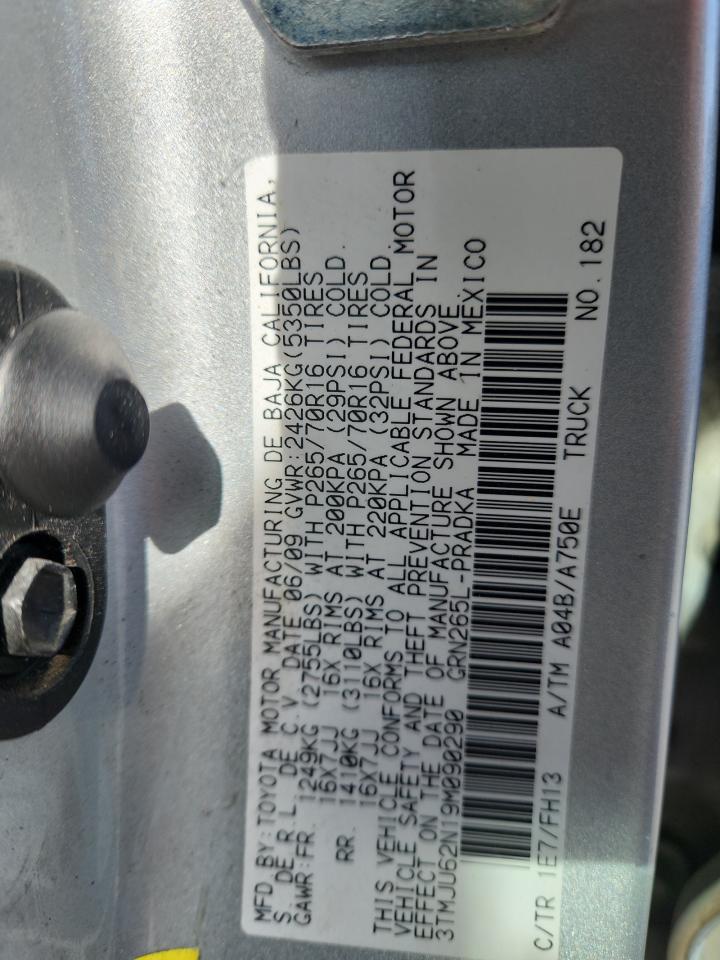 MFD.BY:TOYOTA MOTOR MANUFACTURING DE BAJA CALIFORNIA,
S. DE R.L. DE C.V DATE 06/09 GVWR:2426KG(5350LBS)
GAWR:FR. 1249KG (2755LBS) WITH P265/70R16 TIRES
16X7JJ 16X RIMS AT 200KPA (29PSI) COLD.
RR. 1410KG (3110LBS) WITH P265/70R16 TIRES
16X7JJ 16X RIMS AT 220KPA (32PSI) COLD.
THIS VEHICLE CONFORMS TO ALL APPLICABLE FEDERAL MOTOR
VEHICLE SAFETY AND THEFT PREVENTION STANDARDS IN
EFFECT ON THE DATE OF MANUFACTURE SHOWN ABOVE.
3TMJU62N19M090290 GRN265L-PRADKA MADE IN MEXICO
C/TR 1E7/FH13 A/TM A04B/A750E TRUCK NO.182